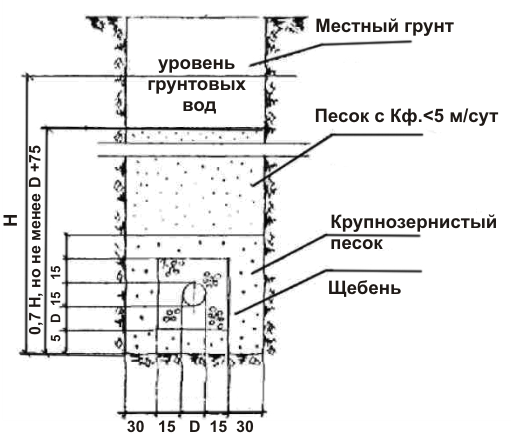 Местный грунт
уровень
грунтовых
вод
Песок с Кф.<5 м/сут
Крупнозернистый
песок
Щебень
H
0,7 H, но не менее D +75
5 D 15 15
30 15 D 15 30